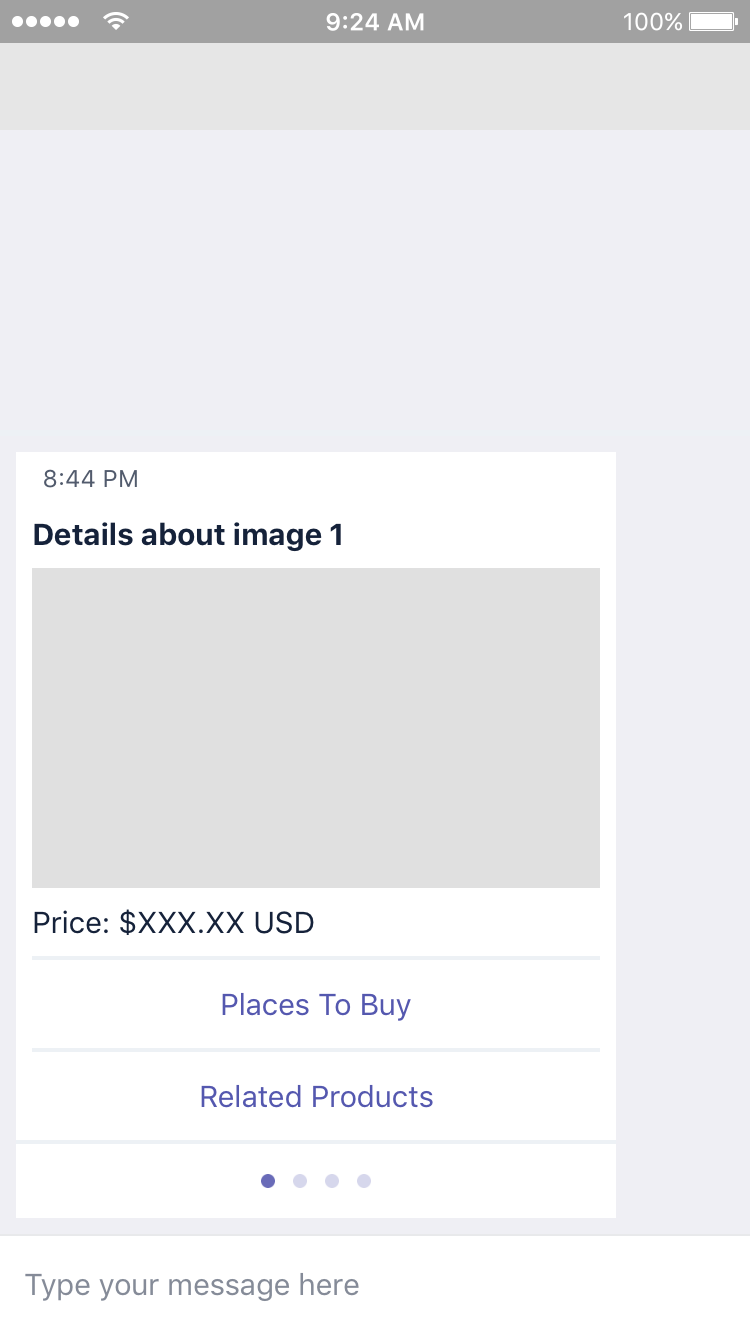 9:24 AM
100%
8:44 PM
Details about image 1
Price: $XXX.XX USD
Places To Buy
Related Products
Type your message here